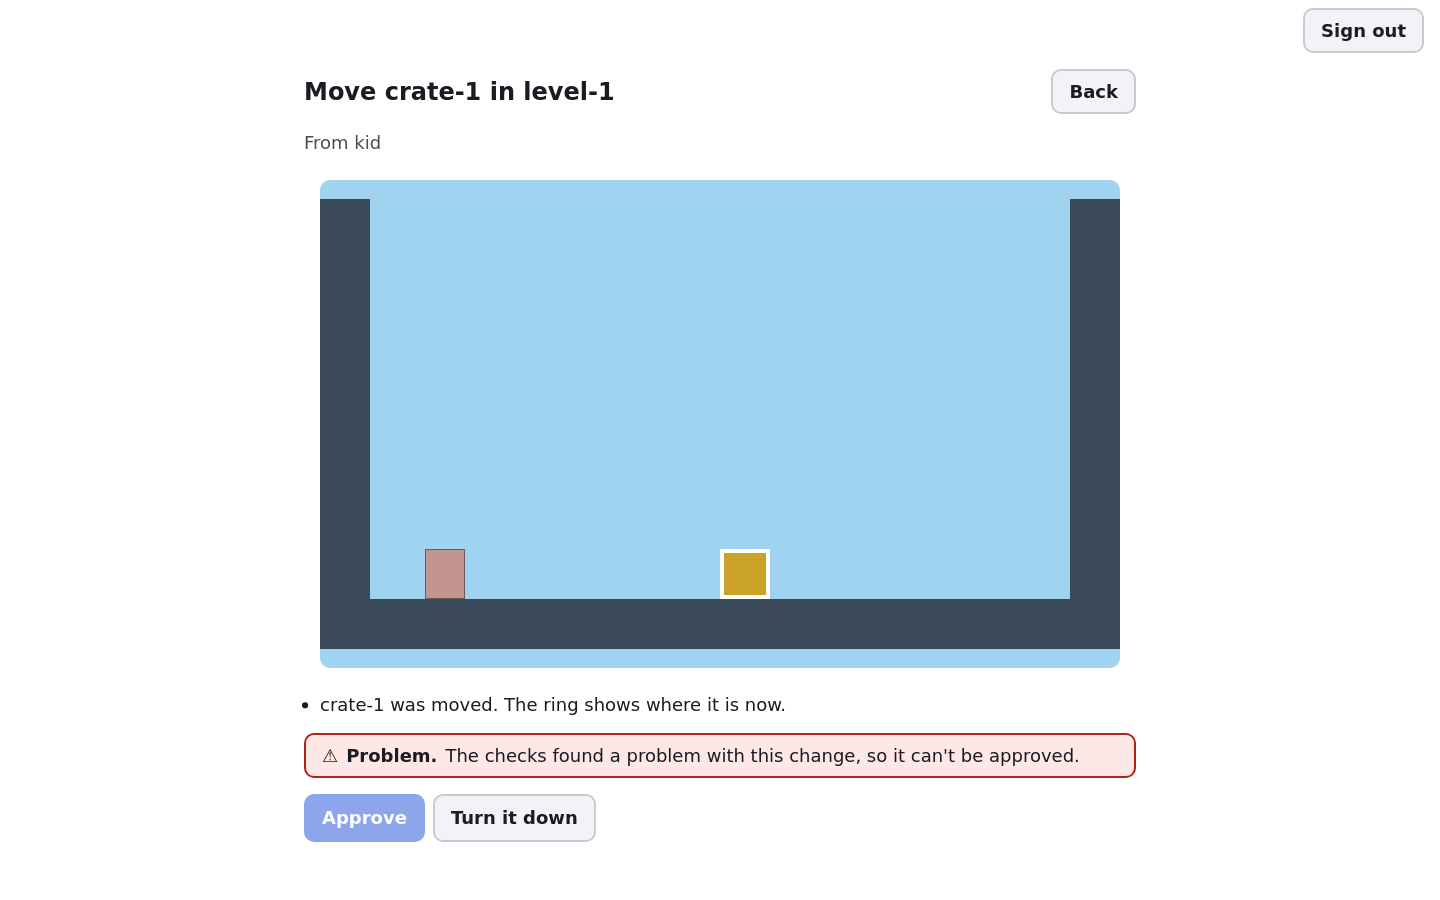 Sign out
Move crate-1 in level-1
Back
From kid
• crate-1 was moved. The ring shows where it is now.
⚠ Problem. The checks found a problem with this change, so it can't be approved.
Approve
Turn it down